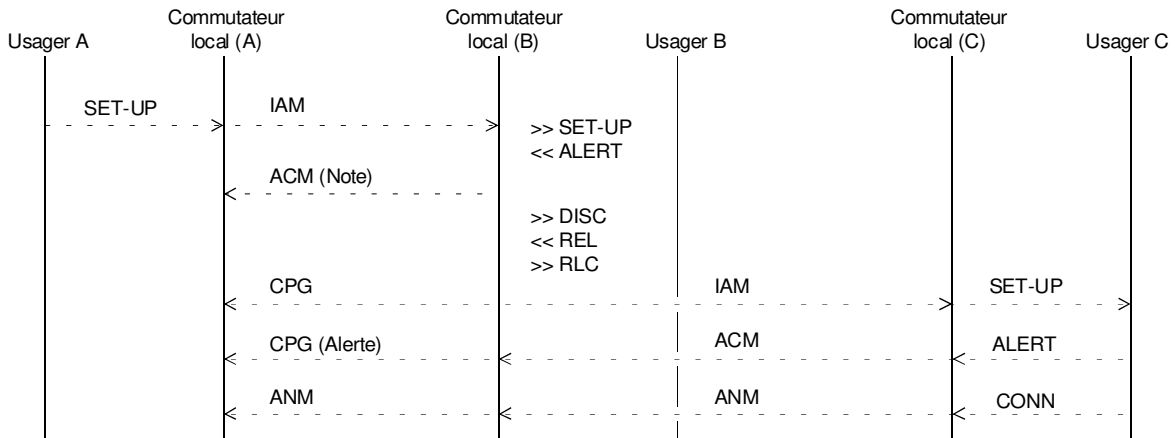 Usager A
Commutateur
local (A)
Commutateur
local (B)
Usager B
Commutateur
local (C)
Usager C
SET-UP
IAM
>> SET-UP
<< ALERT
ACM (Note)
>> DISC
<< REL
>> RLC
CPG
IAM
SET-UP
CPG (Alerte)
ACM
ALERT
ANM
ANM
CONN